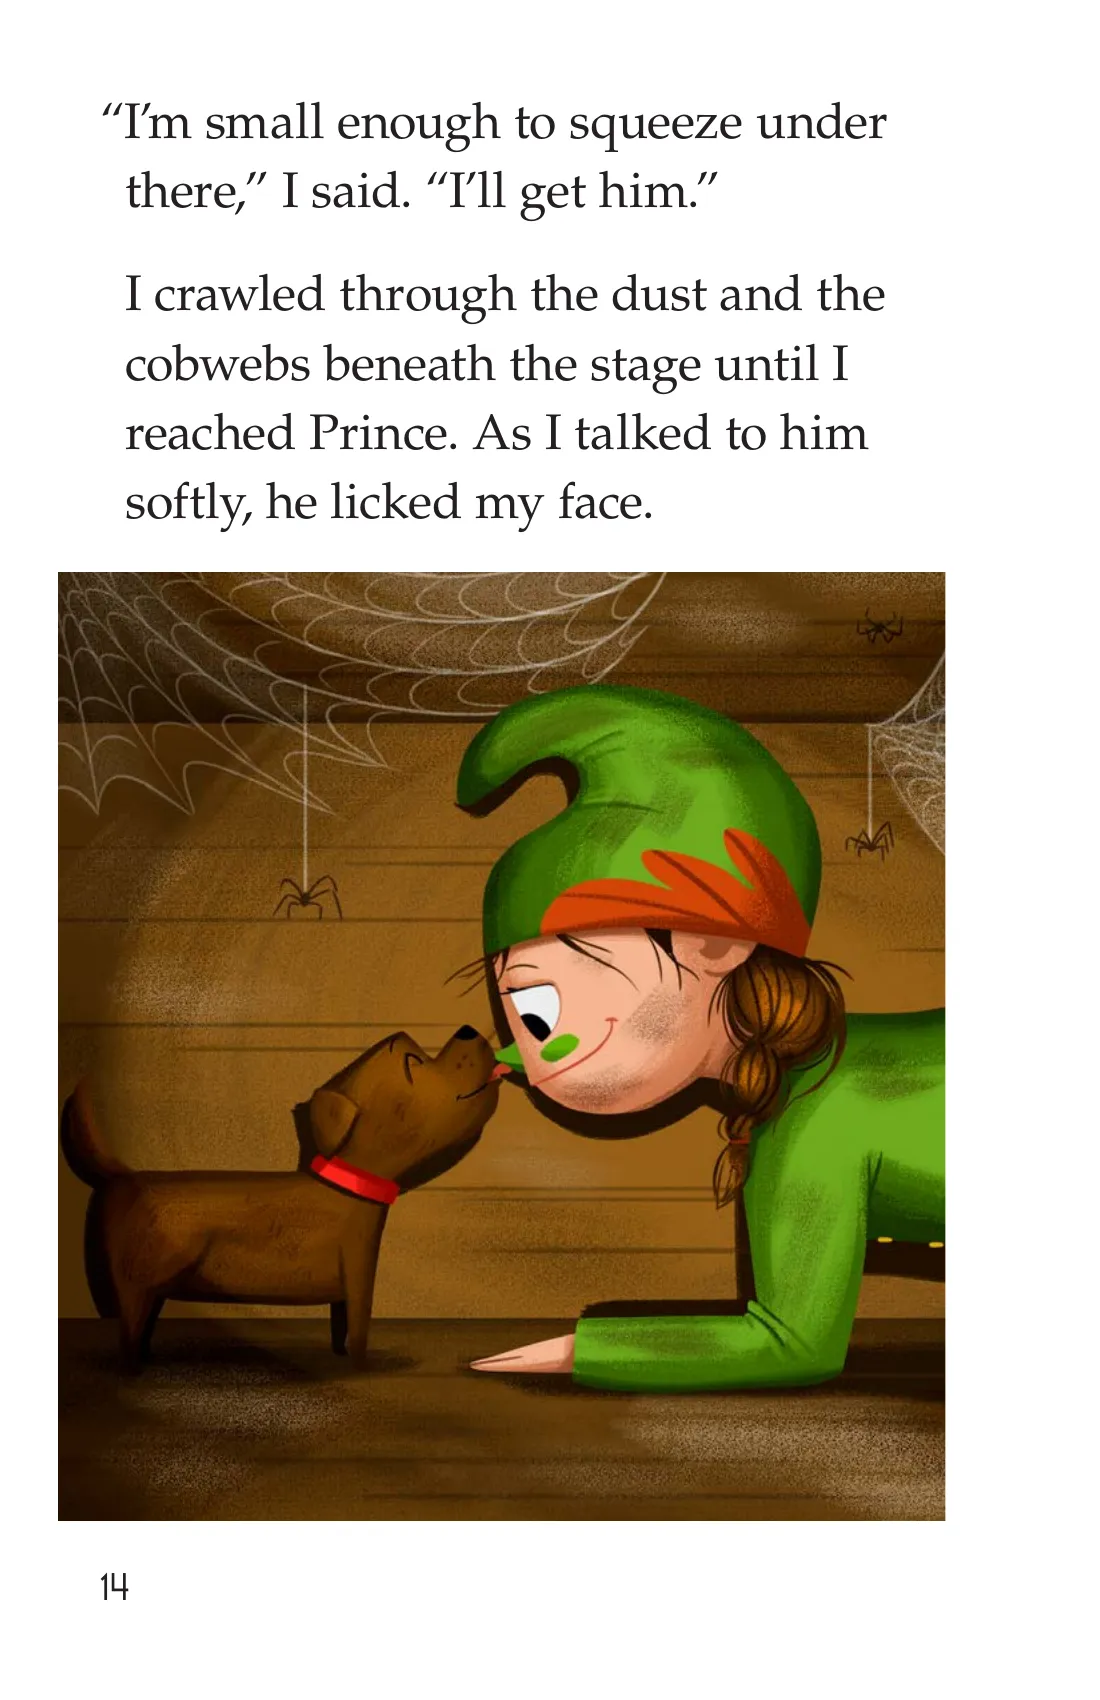 “I’m small enough to squeeze under
there,” I said. “I’ll get him.”
I crawled through the dust and the
cobwebs beneath the stage until I
reached Prince. As I talked to him
softly, he licked my face.
14